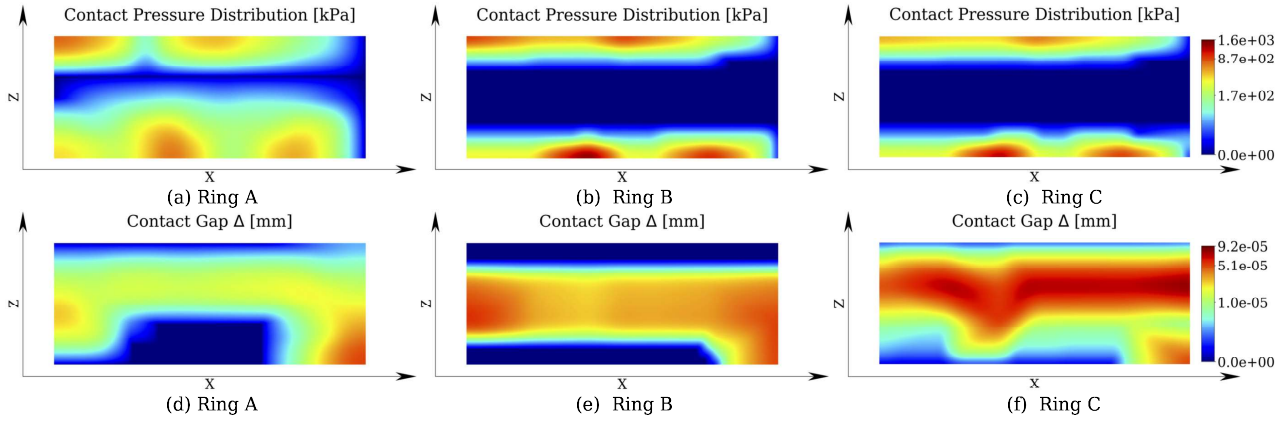 Contact Pressure Distribution [kPa]
Contact Pressure Distribution [kPa]
Contact Pressure Distribution [kPa]
Z
Z
Z
1.6e+03
8.7e+02
1.7e+02
0.0e+00
X
X
X
(a) Ring A
(b) Ring B
(c) Ring C
Contact Gap Δ [mm]
Contact Gap Δ [mm]
Contact Gap Δ [mm]
Z
Z
Z
9.2e-05
5.1e-05
1.0e-05
0.0e+00
X
X
X
(d) Ring A
(e) Ring B
(f) Ring C